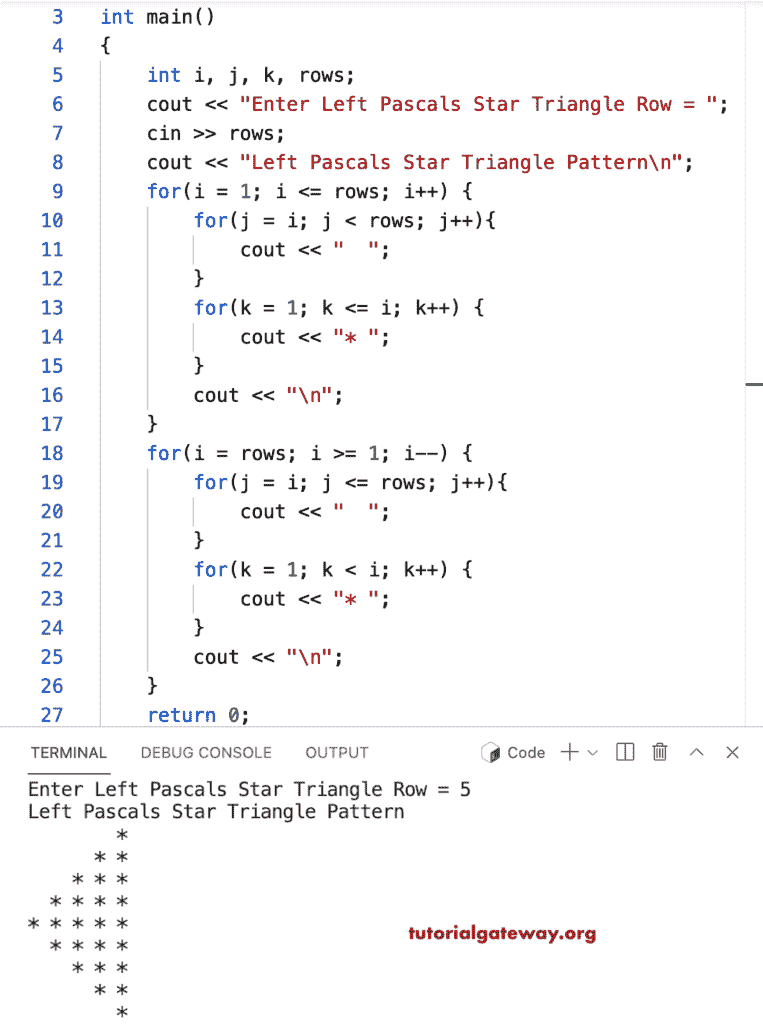 3 int main()
4 {
5 int i, j, k, rows;
6 cout << "Enter Left Pascals Star Triangle Row = ";
7 cin >> rows;
8 cout << "Left Pascals Star Triangle Pattern\n";
9 for(i = 1; i <= rows; i++) {
10 for(j = i; j < rows; j++){
11 cout << "  ";
12 }
13 for(k = 1; k <= i; k++) {
14 cout << "* ";
15 }
16 cout << "\n";
17 }
18 for(i = rows; i >= 1; i--) {
19 for(j = i; j <= rows; j++){
20 cout << "  ";
21 }
22 for(k = 1; k < i; k++) {
23 cout << "* ";
24 }
25 cout << "\n";
26 }
27 return 0;
TERMINAL DEBUG CONSOLE OUTPUT Code
Enter Left Pascals Star Triangle Row = 5
Left Pascals Star Triangle Pattern
        *
      * *
    * * *
  * * * *
* * * * *
  * * * *
    * * *
      * *
        *
tutorialgateway.org